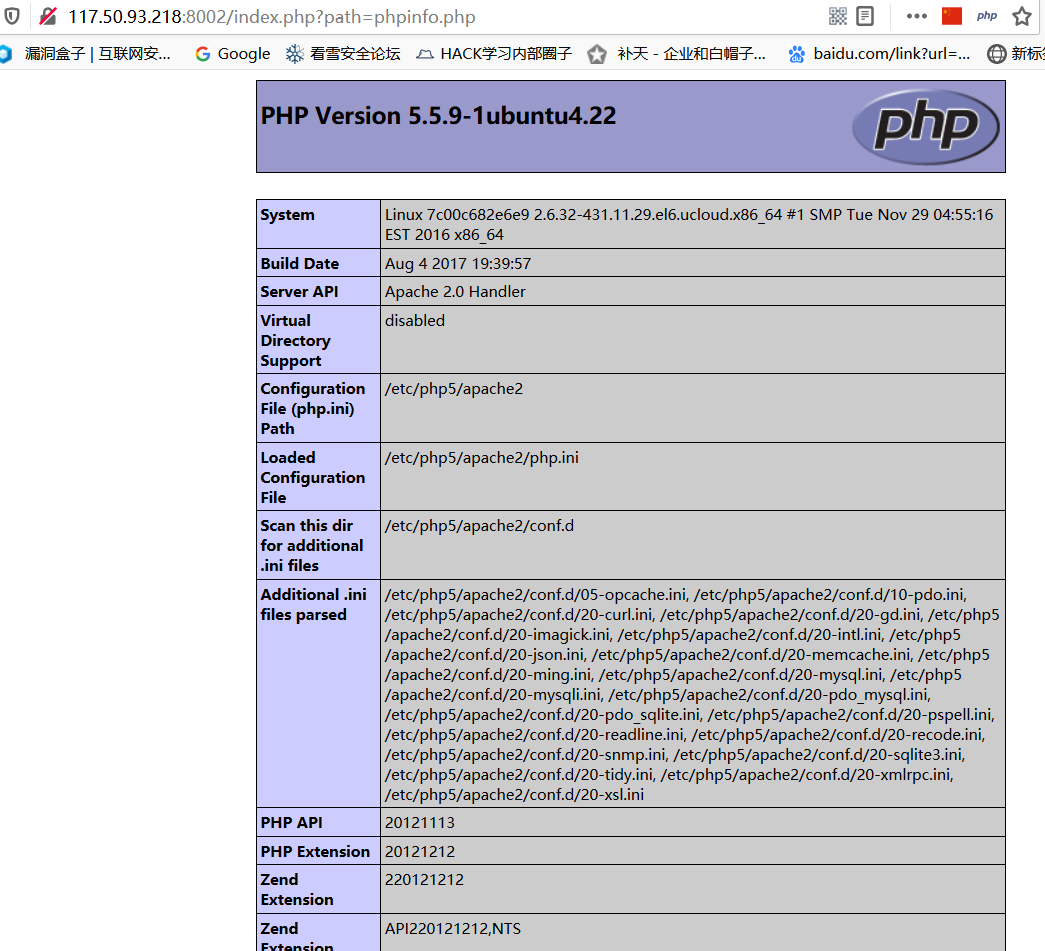 117.50.93.218:8002/index.php?path=phpinfo.php
php
漏洞盒子 | 互联网安...
Google
看雪安全论坛
HACK学习内部圈子
补天 - 企业和白帽子...
baidu.com/link?url=...
新标
PHP Version 5.5.9-1ubuntu4.22
php
System
Linux 7c00c682e6e9 2.6.32-431.11.29.el6.ucloud.x86_64 #1 SMP Tue Nov 29 04:55:16
EST 2016 x86_64
Build Date
Aug 4 2017 19:39:57
Server API
Apache 2.0 Handler
Virtual
Directory
Support
disabled
Configuration
File (php.ini)
Path
/etc/php5/apache2
Loaded
Configuration
File
/etc/php5/apache2/php.ini
Scan this dir
for additional
.ini files
/etc/php5/apache2/conf.d
Additional .ini
files parsed
/etc/php5/apache2/conf.d/05-opcache.ini, /etc/php5/apache2/conf.d/10-pdo.ini,
/etc/php5/apache2/conf.d/20-curl.ini, /etc/php5/apache2/conf.d/20-gd.ini, /etc/php5
/apache2/conf.d/20-imagick.ini, /etc/php5/apache2/conf.d/20-intl.ini, /etc/php5
/apache2/conf.d/20-json.ini, /etc/php5/apache2/conf.d/20-memcache.ini, /etc/php5
/apache2/conf.d/20-ming.ini, /etc/php5/apache2/conf.d/20-mysql.ini, /etc/php5
/apache2/conf.d/20-mysqli.ini, /etc/php5/apache2/conf.d/20-pdo_mysql.ini,
/etc/php5/apache2/conf.d/20-pdo_sqlite.ini, /etc/php5/apache2/conf.d/20-pspell.ini,
/etc/php5/apache2/conf.d/20-readline.ini, /etc/php5/apache2/conf.d/20-recode.ini,
/etc/php5/apache2/conf.d/20-snmp.ini, /etc/php5/apache2/conf.d/20-sqlite3.ini,
/etc/php5/apache2/conf.d/20-tidy.ini, /etc/php5/apache2/conf.d/20-xmlrpc.ini,
/etc/php5/apache2/conf.d/20-xsl.ini
PHP API
20121113
PHP Extension
20121212
Zend
Extension
220121212
Zend
Extension
API220121212,NTS